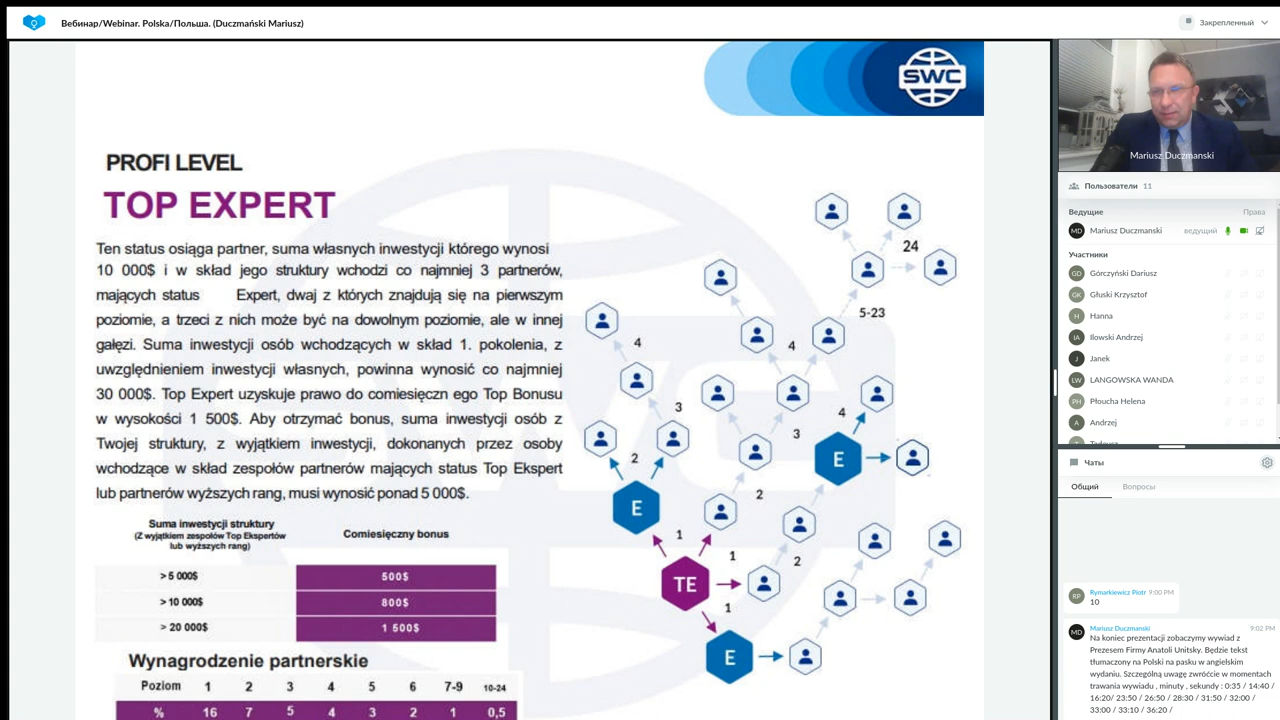 Вебинар/Webinar. Polska/Польша. (Duczmański Mariusz)
Закрепленный
SWC
PROFI LEVEL
TOP EXPERT
Ten status osiąga partner, suma własnych inwestycji którego wynosi
10 000$ i w skład jego struktury wchodzi co najmniej 3 partnerów,
mających status Expert, dwaj z których znajdują się na pierwszym
poziomie, a trzeci z nich może być na dowolnym poziomie, ale w innej
gałęzi. Suma inwestycji osób wchodzących w skład 1. pokolenia, z
uwzględnieniem inwestycji własnych, powinna wynosić co najmniej
30 000$. Top Expert uzyskuje prawo do comiesięczn ego Top Bonusu
w wysokości 1 500$. Aby otrzymać bonus, suma inwestycji osób z
Twojej struktury, z wyjątkiem inwestycji, dokonanych przez osoby
wchodzące w skład zespołów partnerów mających status Top Ekspert
lub partnerów wyższych rang, musi wynosić ponad 5 000$.
Suma inwestycji struktury
(Z wyjątkiem zespołów Top Ekspertów
lub wyższych rang)
Comiesięczny bonus
> 5 000$ 500$
> 10 000$ 800$
> 20 000$ 1 500$
Wynagrodzenie partnerskie
Poziom 1 2 3 4 5 6 7-9 10-24
% 16 7 5 4 3 2 1 0,5
24
5-23
4
4
3
4
3
E
2
E
2
1
1
TE
2
1
E
Mariusz Duczmanski
Пользователи 11
Ведущие Права
MD Mariusz Duczmanski ведущий
Участники
GD Górczyński Dariusz
GK Głuski Krzysztof
H Hanna
IA Ilowski Andrzej
J Janek
LW LANGOWSKA WANDA
PH Płoucha Helena
A Andrzej
Tadeusz
Чаты
Общий Вопросы
RP Rymarkiewicz Piotr 9:00 PM
10
MD Mariusz Duczmanski 9:02 PM
Na koniec prezentacji zobaczymy wywiad z
Prezesem Firmy Anatoli Unitsky. Będzie tekst
tłumaczony na Polski na pasku w angielskim
wydaniu. Szczególną uwagę zwróćcie w momentach
trawania wywiadu , minuty , sekundy : 0:35 / 14:40 /
16:20/ 23:50 / 26:50 / 28:30 / 31:50 / 32:00 /
33:00 / 33:10 / 36:20 /